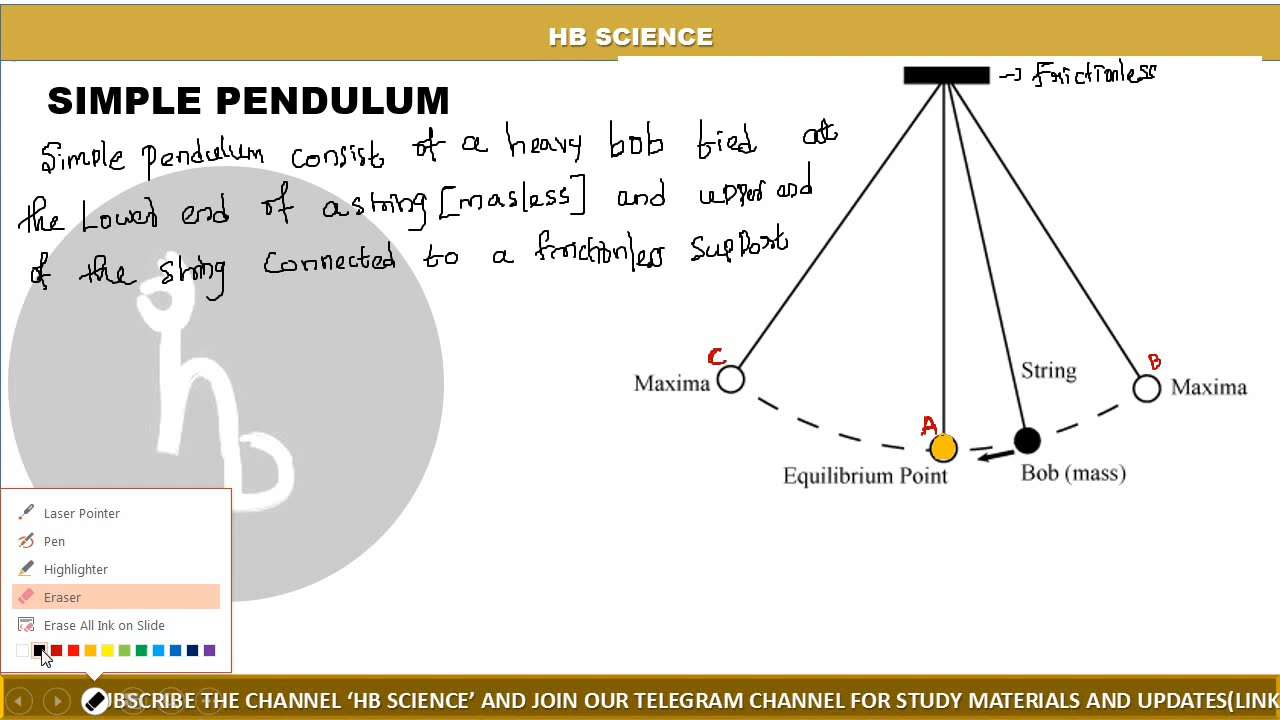 HB SCIENCE
SIMPLE PENDULUM
Simple pendulum consist of a heavy bob tied at
the Lower end of a string [masless] and upper end
of the string connected to a frictionless support
→ Frictionless
C
B
Maxima
String
Maxima
A
Equilibrium Point
Bob (mass)
Laser Pointer
Pen
Highlighter
Eraser
Erase All Ink on Slide
UBSCRIBE THE CHANNEL ‘HB SCIENCE’ AND JOIN OUR TELEGRAM CHANNEL FOR STUDY MATERIALS AND UPDATES(LINK